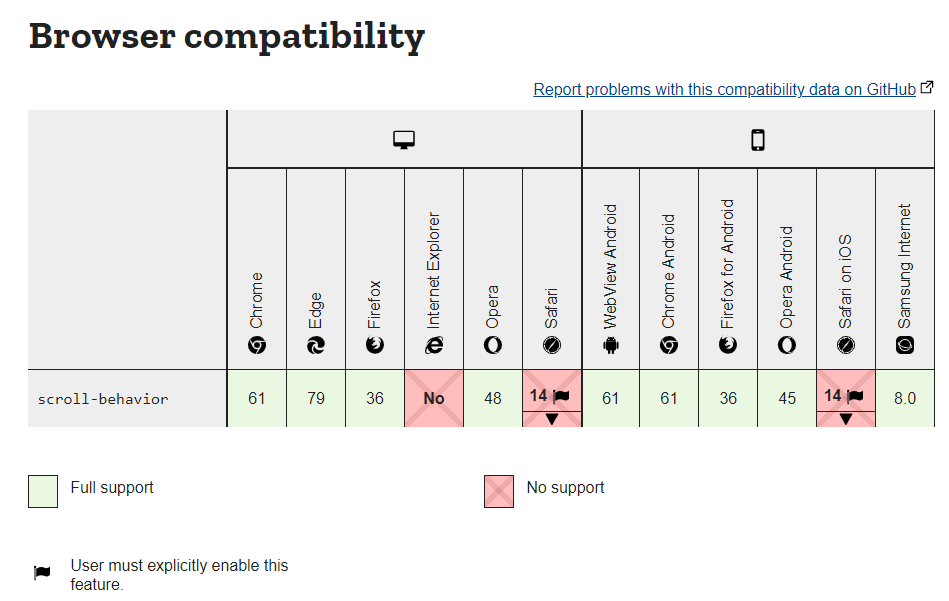 Browser compatibility
Report problems with this compatibility data on GitHub
Chrome
Edge
Firefox
Internet Explorer
Opera
Safari
WebView Android
Chrome Android
Firefox for Android
Opera Android
Safari on iOS
Samsung Internet
scroll-behavior 61 79 36 No 48 14 61 61 36 45 14 8.0
Full support No support
User must explicitly enable this
feature.